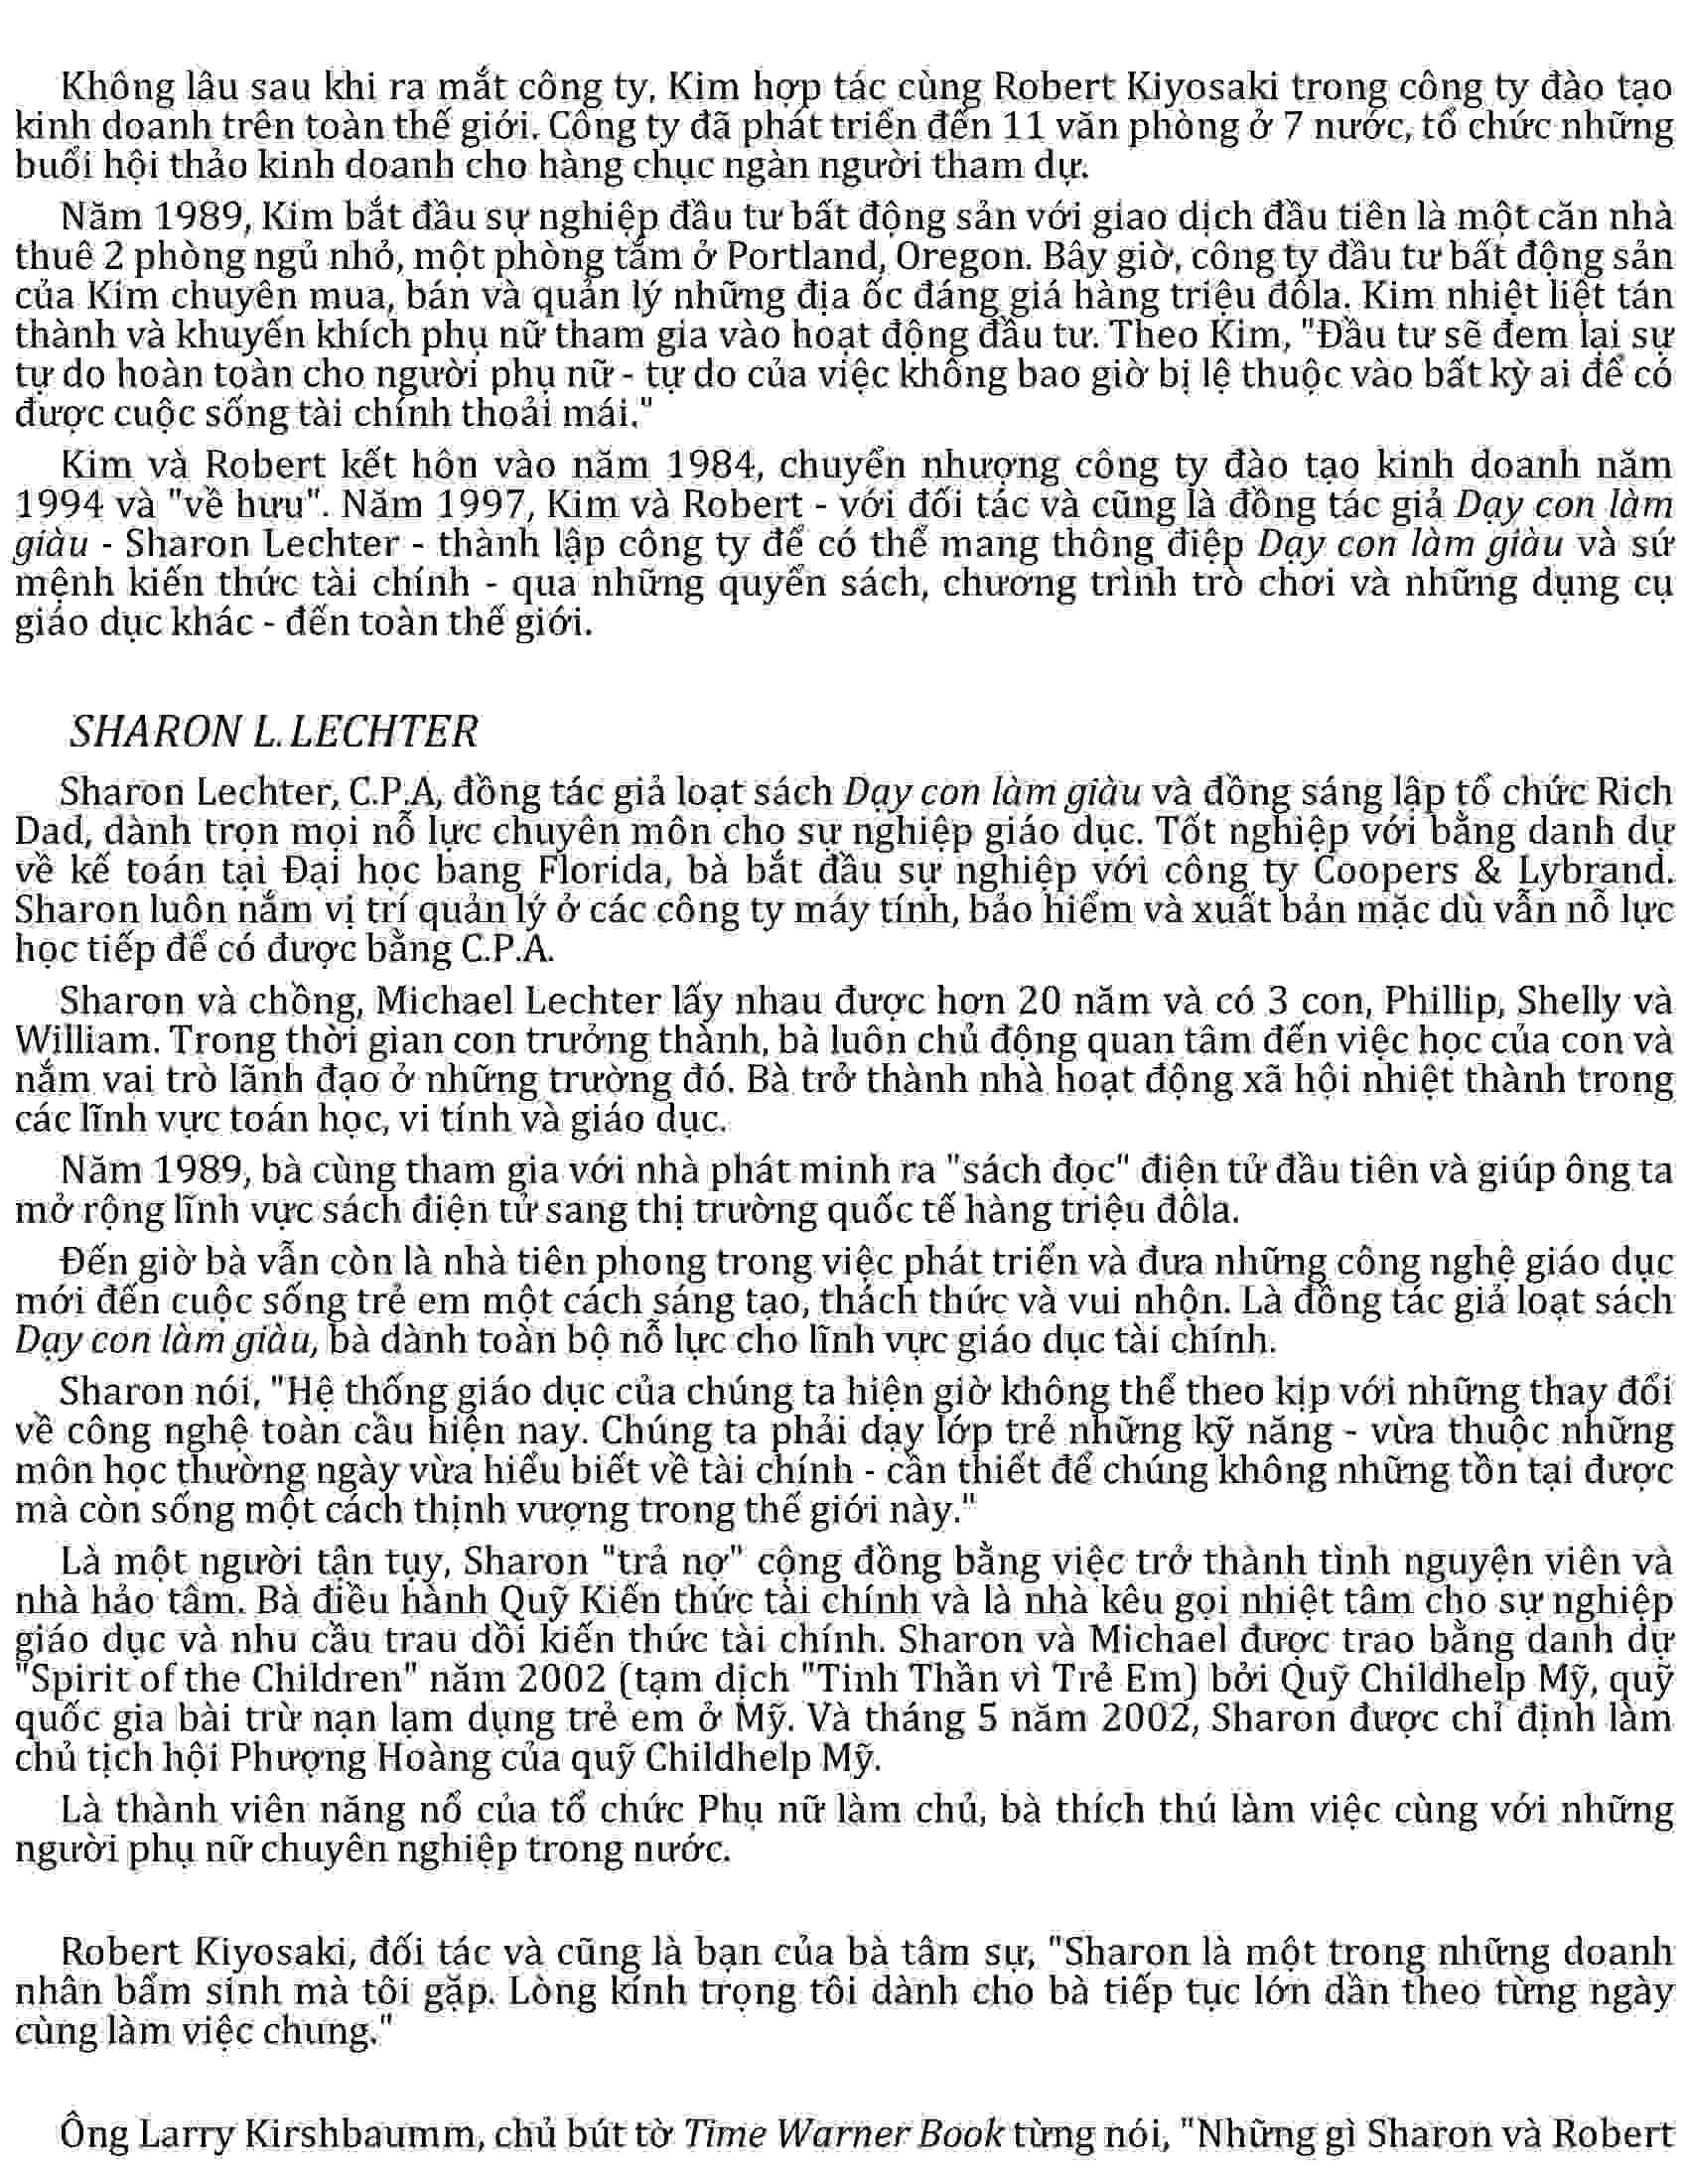 Không lâu sau khi ra mắt công ty, Kim hợp tác cùng Robert Kiyosaki trong công ty đào tạo
kinh doanh trên toàn thế giới. Công ty đã phát triển đến 11 văn phòng ở 7 nước, tổ chức những
buổi hội thảo kinh doanh cho hàng chục ngàn người tham dự.
Năm 1989, Kim bắt đầu sự nghiệp đầu tư bất động sản với giao dịch đầu tiên là một căn nhà
thuê 2 phòng ngủ nhỏ, một phòng tắm ở Portland, Oregon. Bây giờ, công ty đầu tư bất động sản
của Kim chuyên mua, bán và quản lý những địa ốc đáng giá hàng triệu đôla. Kim nhiệt liệt tán
thành và khuyến khích phụ nữ tham gia vào hoạt động đầu tư. Theo Kim, "Đầu tư sẽ đem lại sự
tự do hoàn toàn cho người phụ nữ - tự do của việc không bao giờ bị lệ thuộc vào bất kỳ ai để có
được cuộc sống tài chính thoải mái."
Kim và Robert kết hôn vào năm 1984, chuyển nhượng công ty đào tạo kinh doanh năm
1994 và "về hưu". Năm 1997, Kim và Robert - với đối tác và cũng là đồng tác giả Dạy con làm
giàu - Sharon Lechter - thành lập công ty để có thể mang thông điệp Dạy con làm giàu và sứ
mệnh kiến thức tài chính - qua những quyển sách, chương trình trò chơi và những dụng cụ
giáo dục khác - đến toàn thế giới.
SHARON L. LECHTER
Sharon Lechter, C.P.A, đồng tác giả loạt sách Dạy con làm giàu và đồng sáng lập tổ chức Rich
Dad, dành trọn mọi nỗ lực chuyên môn cho sự nghiệp giáo dục. Tốt nghiệp với bằng danh dự
về kế toán tại Đại học bang Florida, bà bắt đầu sự nghiệp với công ty Coopers & Lybrand.
Sharon luôn nắm vị trí quản lý ở các công ty máy tính, bảo hiểm và xuất bản mặc dù vẫn nỗ lực
học tiếp để có được bằng C.P.A.
Sharon và chồng, Michael Lechter lấy nhau được hơn 20 năm và có 3 con, Phillip, Shelly và
William. Trong thời gian con trưởng thành, bà luôn chủ động quan tâm đến việc học của con và
nắm vai trò lãnh đạo ở những trường đó. Bà trở thành nhà hoạt động xã hội nhiệt thành trong
các lĩnh vực toán học, vi tính và giáo dục.
Năm 1989, bà cùng tham gia với nhà phát minh ra "sách đọc" điện tử đầu tiên và giúp ông ta
mở rộng lĩnh vực sách điện tử sang thị trường quốc tế hàng triệu đôla.
Đến giờ bà vẫn còn là nhà tiên phong trong việc phát triển và đưa những công nghệ giáo dục
mới đến cuộc sống trẻ em một cách sáng tạo, thách thức và vui nhộn. Là đồng tác giả loạt sách
Dạy con làm giàu, bà dành toàn bộ nỗ lực cho lĩnh vực giáo dục tài chính.
Sharon nói, "Hệ thống giáo dục của chúng ta hiện giờ không thể theo kịp với những thay đổi
về công nghệ toàn cầu hiện nay. Chúng ta phải dạy lớp trẻ những kỹ năng - vừa thuộc những
môn học thường ngày vừa hiểu biết về tài chính - cần thiết để chúng không những tồn tại được
mà còn sống một cách thịnh vượng trong thế giới này."
Là một người tận tụy, Sharon "trả nợ" cộng đồng bằng việc trở thành tình nguyện viên và
nhà hảo tâm. Bà điều hành Quỹ Kiến thức tài chính và là nhà kêu gọi nhiệt tâm cho sự nghiệp
giáo dục và nhu cầu trau dồi kiến thức tài chính. Sharon và Michael được trao bằng danh dự
"Spirit of the Children" năm 2002 (tạm dịch "Tinh Thần vì Trẻ Em) bởi Quỹ Childhelp Mỹ, quỹ
quốc gia bài trừ nạn lạm dụng trẻ em ở Mỹ. Và tháng 5 năm 2002, Sharon được chỉ định làm
chủ tịch hội Phượng Hoàng của quỹ Childhelp Mỹ.
Là thành viên năng nổ của tổ chức Phụ nữ làm chủ, bà thích thú làm việc cùng với những
người phụ nữ chuyên nghiệp trong nước.
Robert Kiyosaki, đối tác và cũng là bạn của bà tâm sự, "Sharon là một trong những doanh
nhân bẩm sinh mà tôi gặp. Lòng kính trọng tôi dành cho bà tiếp tục lớn dần theo từng ngày
cùng làm việc chung."
Ông Larry Kirshbaumm, chủ bút tờ Time Warner Book từng nói, "Những gì Sharon và Robert